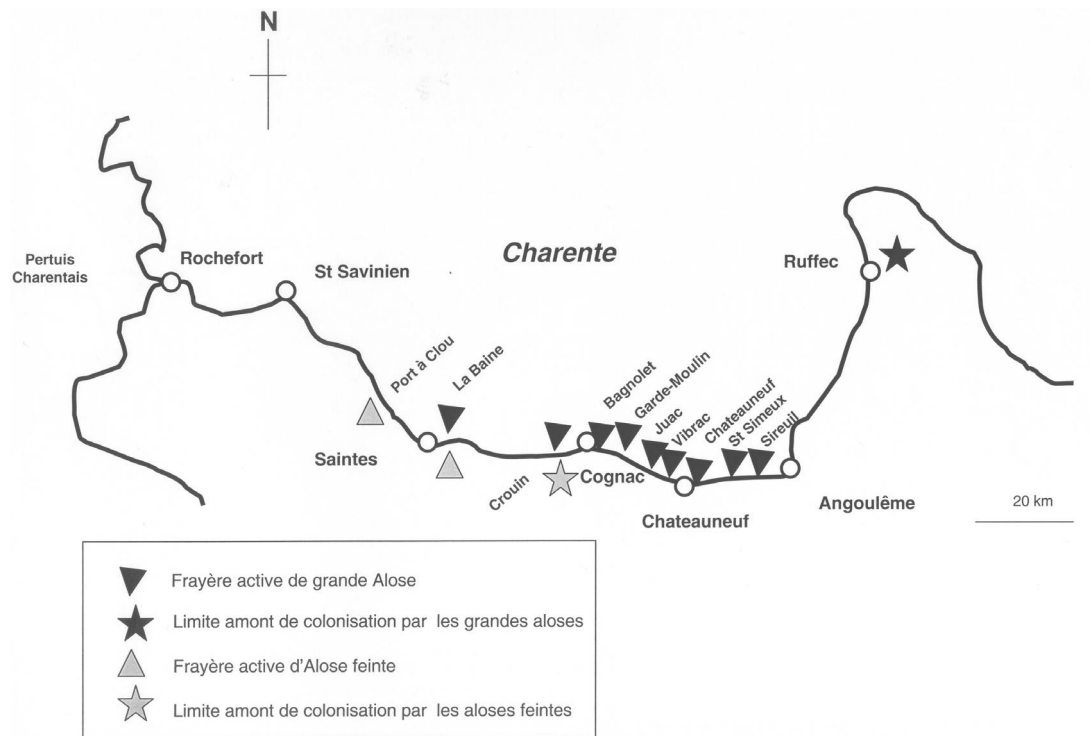 N
Charente
Pertuis
Charentais
Rochefort
St Savinien
Ruffec
Port à Clou
La Baine
Bagnolet
Garde-Moulin
Juac
Vibrac
Chateauneuf
St Simeux
Sireuil
Saintes
Crouin
Cognac
Chateauneuf
Angoulême
20 km
Frayère active de grande Alose
Limite amont de colonisation par les grandes aloses
Frayère active d'Alose feinte
Limite amont de colonisation par les aloses feintes